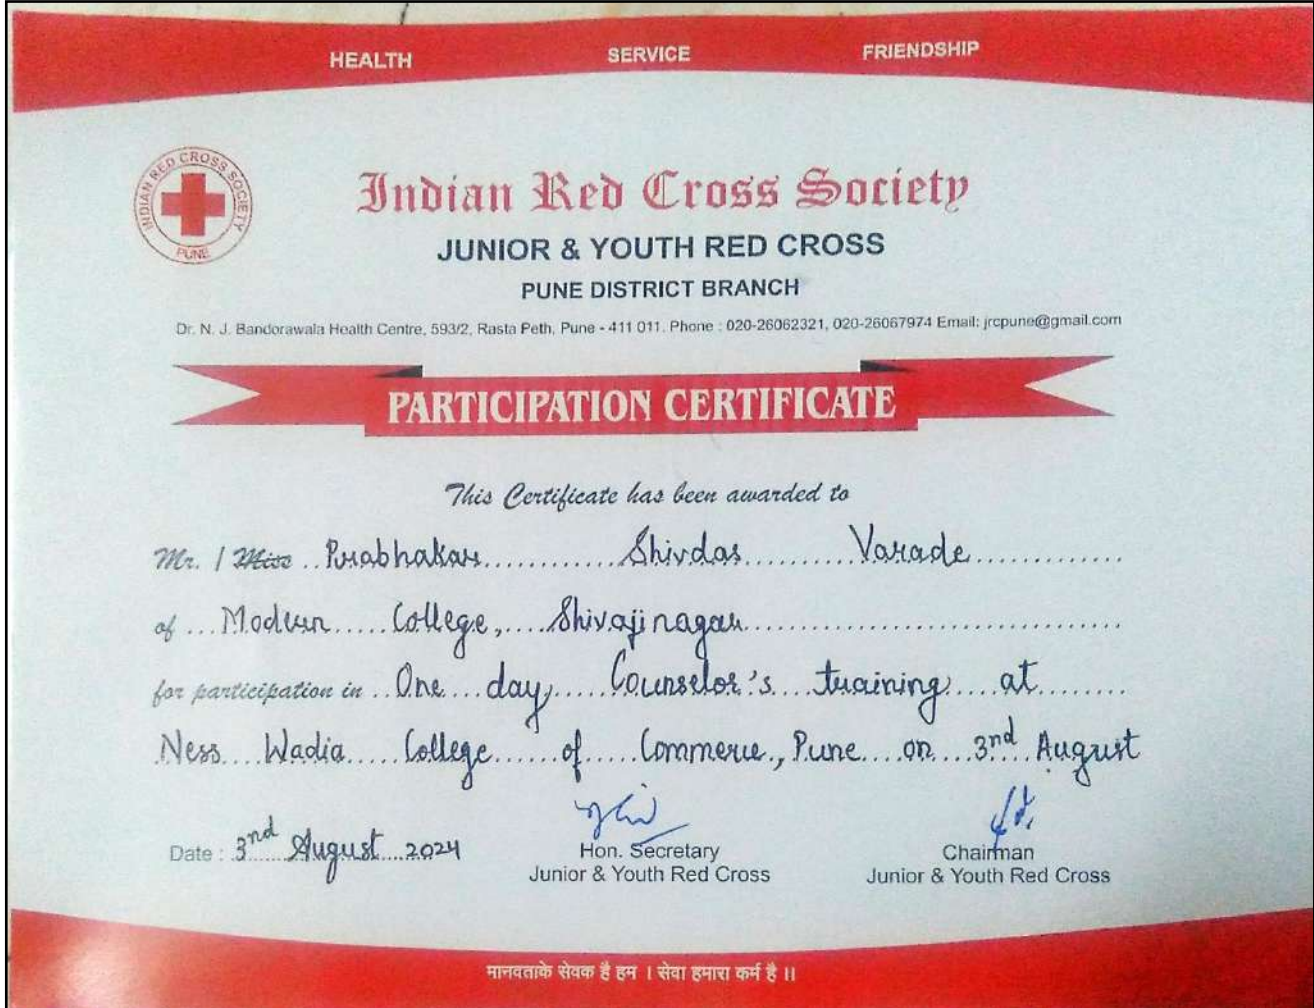 HEALTH SERVICE FRIENDSHIP
INDIAN RED CROSS SOCIETY
PUNE
Indian Red Cross Society
JUNIOR & YOUTH RED CROSS
PUNE DISTRICT BRANCH
Dr. N. J. Bandorawala Health Centre, 593/2, Rasta Peth, Pune - 411 011. Phone : 020-26062321, 020-26067974 Email: jrcpune@gmail.com
PARTICIPATION CERTIFICATE
This Certificate has been awarded to
Mr. / Miss Prabhakar Shivdas Varade
of Modern College, Shivajinagar
for participation in One day, Counselor's training at
Ness Wadia College of Commerce, Pune on 3nd August
Date : 3nd August 2024
Hon. Secretary
Junior & Youth Red Cross
Chairman
Junior & Youth Red Cross
मानवताके सेवक है हम । सेवा हमारा कर्म है ।।